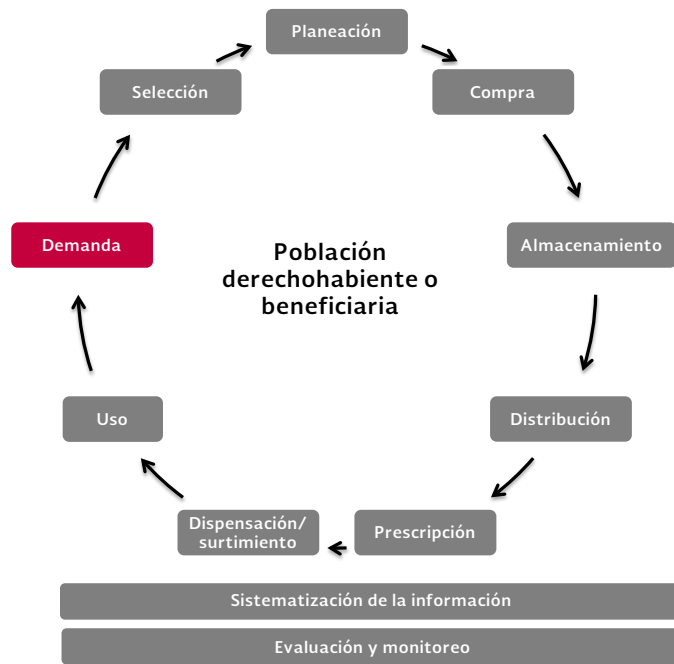 Planeación
Selección
Compra
Demanda
Población
derechohabiente o
beneficiaria
Almacenamiento
Uso
Distribución
Dispensación/
surtimiento
Prescripción
Sistematización de la información
Evaluación y monitoreo